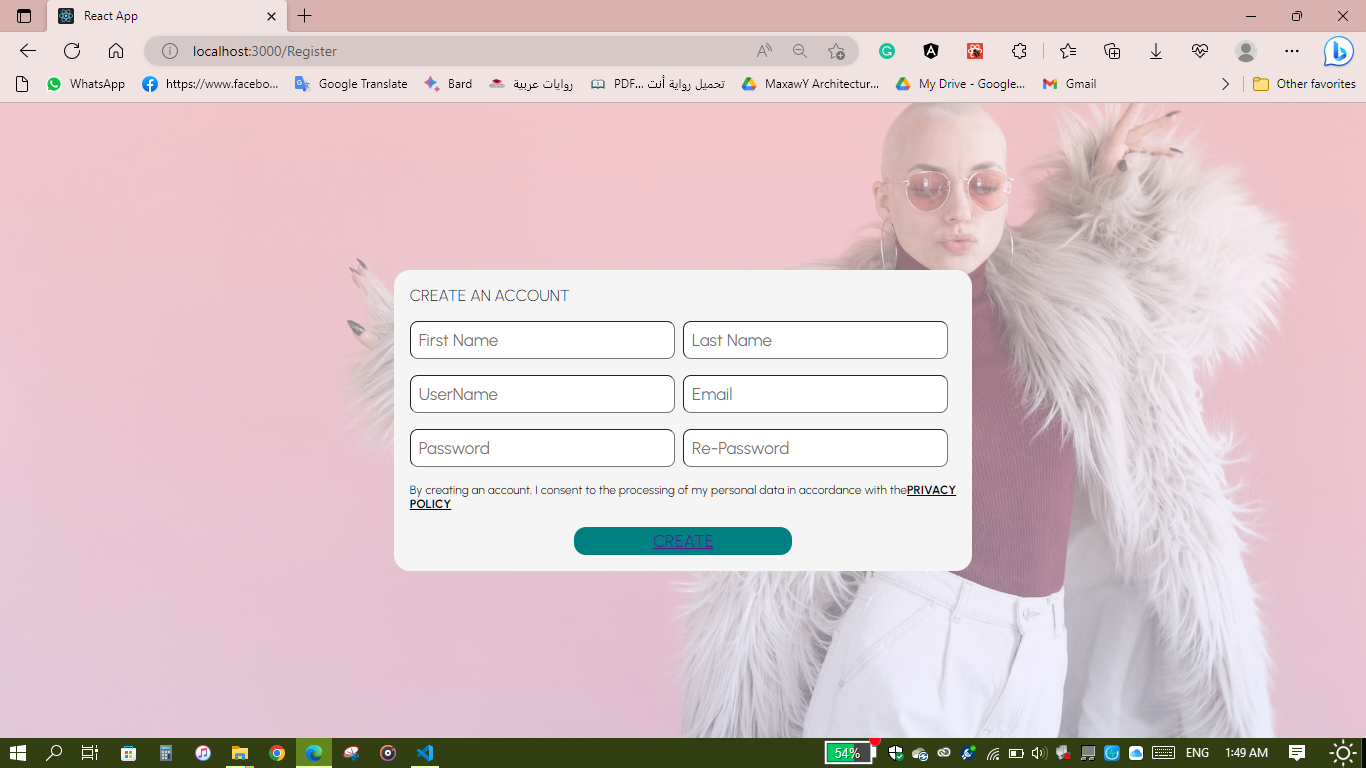 React App
localhost:3000/Register
WhatsApp
https://www.facebo...
Google Translate
Bard
روايات عربية
تحميل رواية أنت ...PDF
MaxawY Architectur...
My Drive - Google...
Gmail
Other favorites
CREATE AN ACCOUNT
First Name
Last Name
UserName
Email
Password
Re-Password
By creating an account, I consent to the processing of my personal data in accordance with thePRIVACY
POLICY
CREATE
54%
ENG
1:49 AM